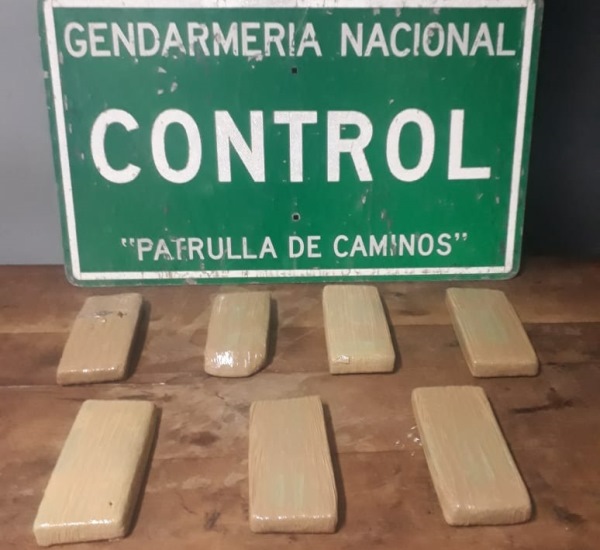 GENDARMERIA NACIONAL
CONTROL
"PATRULLA DE CAMINOS"